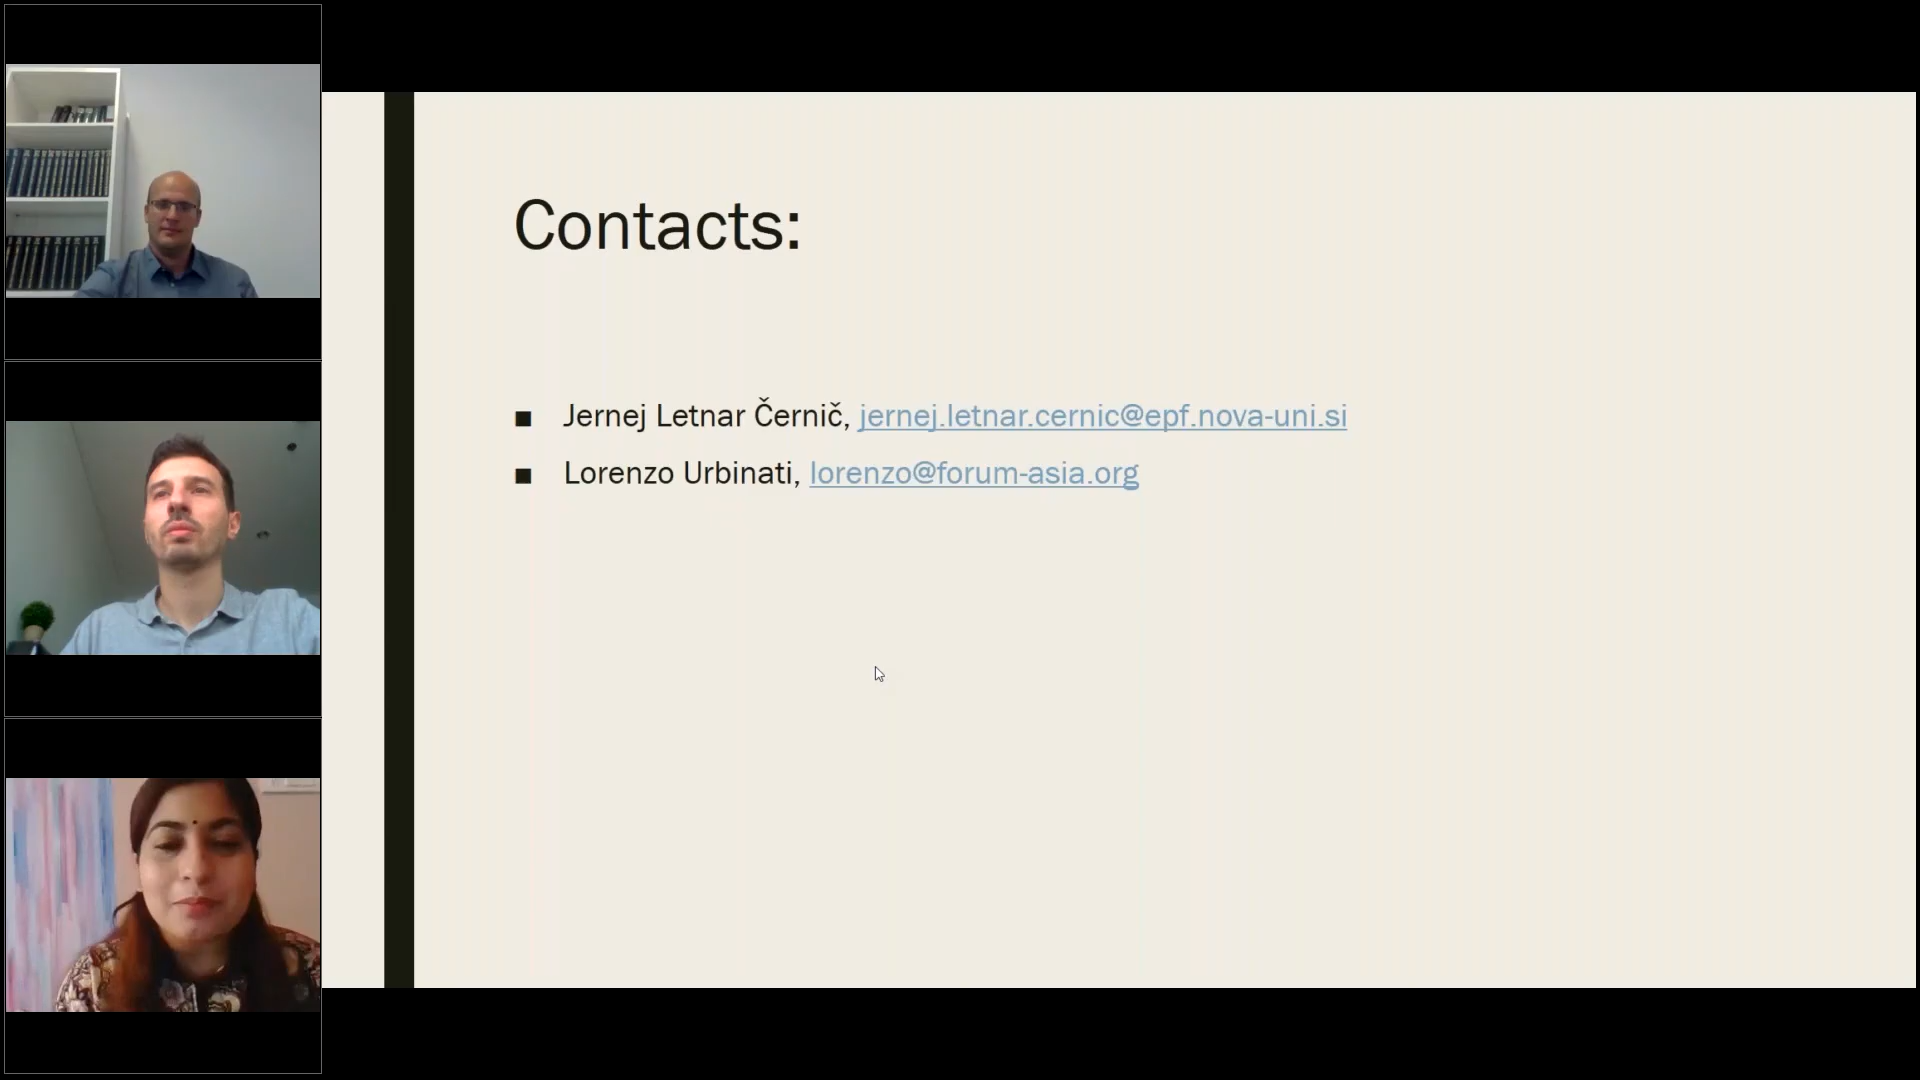 Contacts:
■ Jernej Letnar Černič, jernej.letnar.cernic@epf.nova-uni.si
■ Lorenzo Urbinati, lorenzo@forum-asia.org